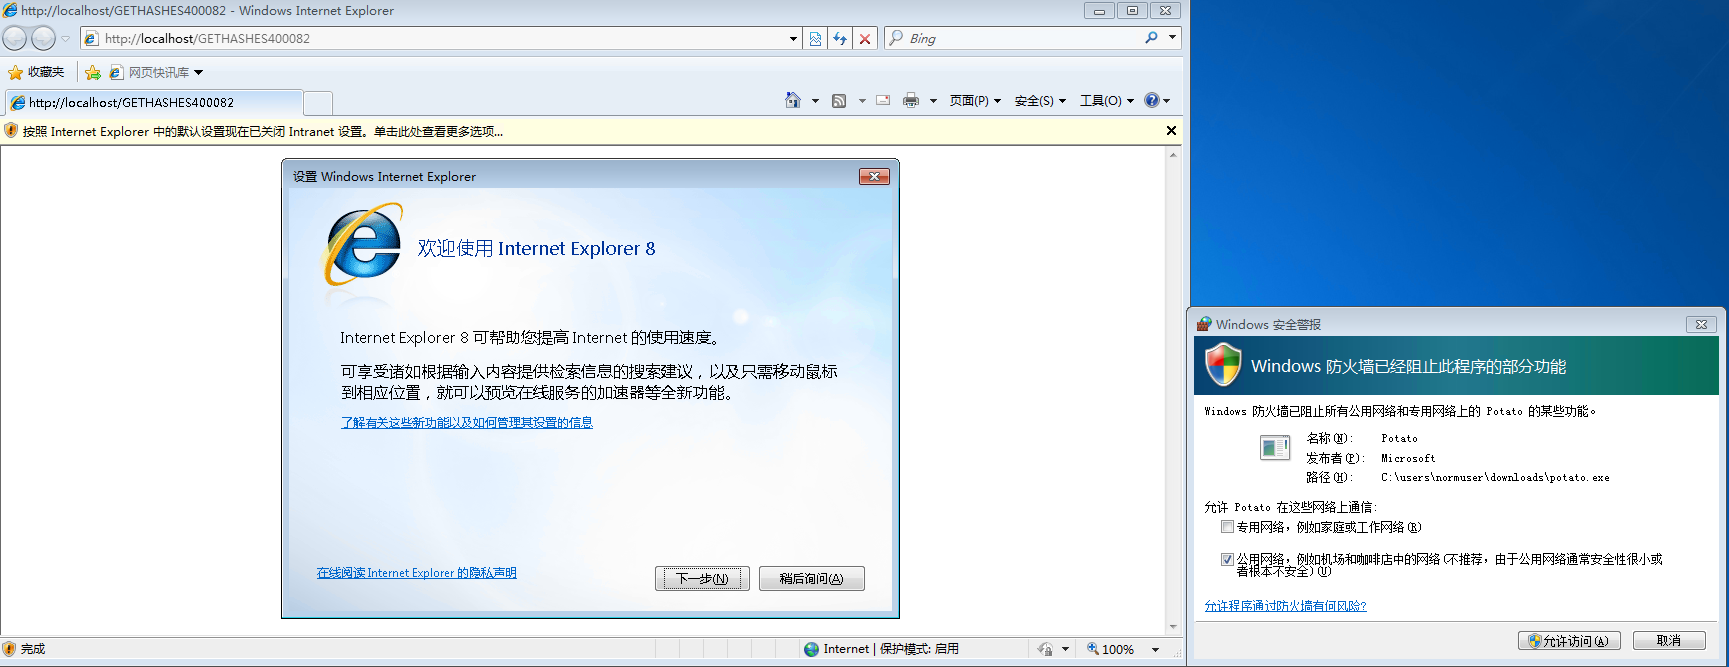 http://localhost/GETHASHES400082 - Windows Internet Explorer
http://localhost/GETHASHES400082
Bing
收藏夹
网页快讯库
http://localhost/GETHASHES400082
页面(P)
安全(S)
工具(O)
按照 Internet Explorer 中的默认设置现在已关闭 Intranet 设置。单击此处查看更多选项...
设置 Windows Internet Explorer
欢迎使用 Internet Explorer 8
Internet Explorer 8 可帮助您提高 Internet 的使用速度。
可享受诸如根据输入内容提供检索信息的搜索建议，以及只需移动鼠标
到相应位置，就可以预览在线服务的加速器等全新功能。
了解有关这些新功能以及如何管理其设置的信息
在线阅读 Internet Explorer 的隐私声明
下一步(N)
稍后询问(A)
完成
Internet | 保护模式: 启用
100%
Windows 安全警报
Windows 防火墙已经阻止此程序的部分功能
Windows 防火墙已阻止所有公用网络和专用网络上的 Potato 的某些功能。
名称(N): Potato
发布者(P): Microsoft
路径(H): C:\users\normuser\downloads\potato.exe
允许 Potato 在这些网络上通信:
专用网络，例如家庭或工作网络(R)
公用网络，例如机场和咖啡店中的网络(不推荐，由于公用网络通常安全性很小或
者根本不安全)(U)
允许程序通过防火墙有何风险?
允许访问(A)
取消